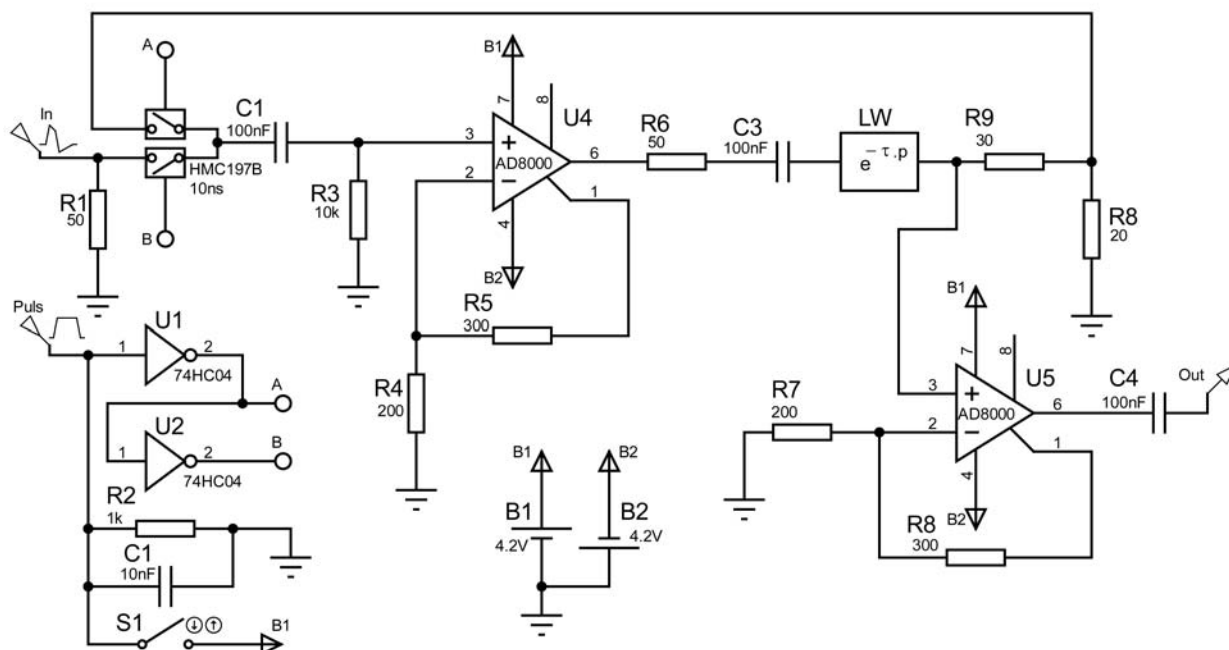 A
B1
In
C1
100nF
HMC197B
10ns
R1
50
B
R3
10k
7
8
U4
3
+
AD8000
6
2
−
4
1
B2
R5
300
R4
200
R6
50
C3
100nF
LW
e^−τ.p
R9
30
R8
20
Puls
U1
1
2
74HC04
A
U2
1
2
B
74HC04
R2
1k
C1
10nF
S1
B1
B1
B2
B1
4.2V
B2
4.2V
B1
7
8
U5
3
+
AD8000
6
2
−
4
1
B2
R7
200
C4
100nF
Out
R8
300